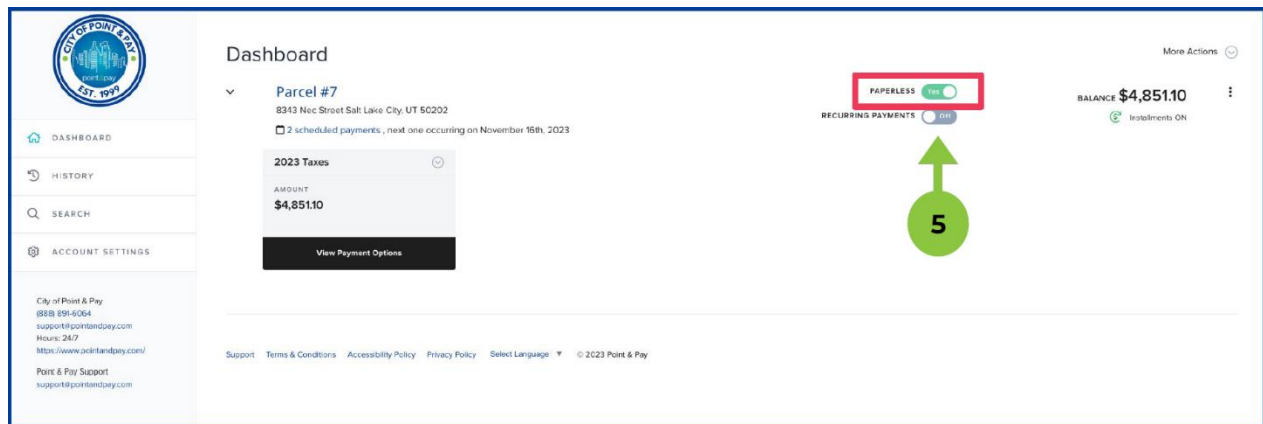 CITY OF POINT & PAY
point&pay
EST. 1999
DASHBOARD
HISTORY
SEARCH
ACCOUNT SETTINGS
City of Point & Pay
(888) 891-6064
support@pointandpay.com
Hours: 24/7
https://www.pointandpay.com/
Point & Pay Support
support@pointandpay.com
Dashboard
More Actions
Parcel #7
8343 Nec Street Salt Lake City, UT 50202
2 scheduled payments , next one occurring on November 16th, 2023
PAPERLESS Yes
RECURRING PAYMENTS Off
BALANCE $4,851.10
Installments ON
2023 Taxes
AMOUNT
$4,851.10
View Payment Options
5
Support Terms & Conditions Accessibility Policy Privacy Policy Select Language ▼ © 2023 Point & Pay